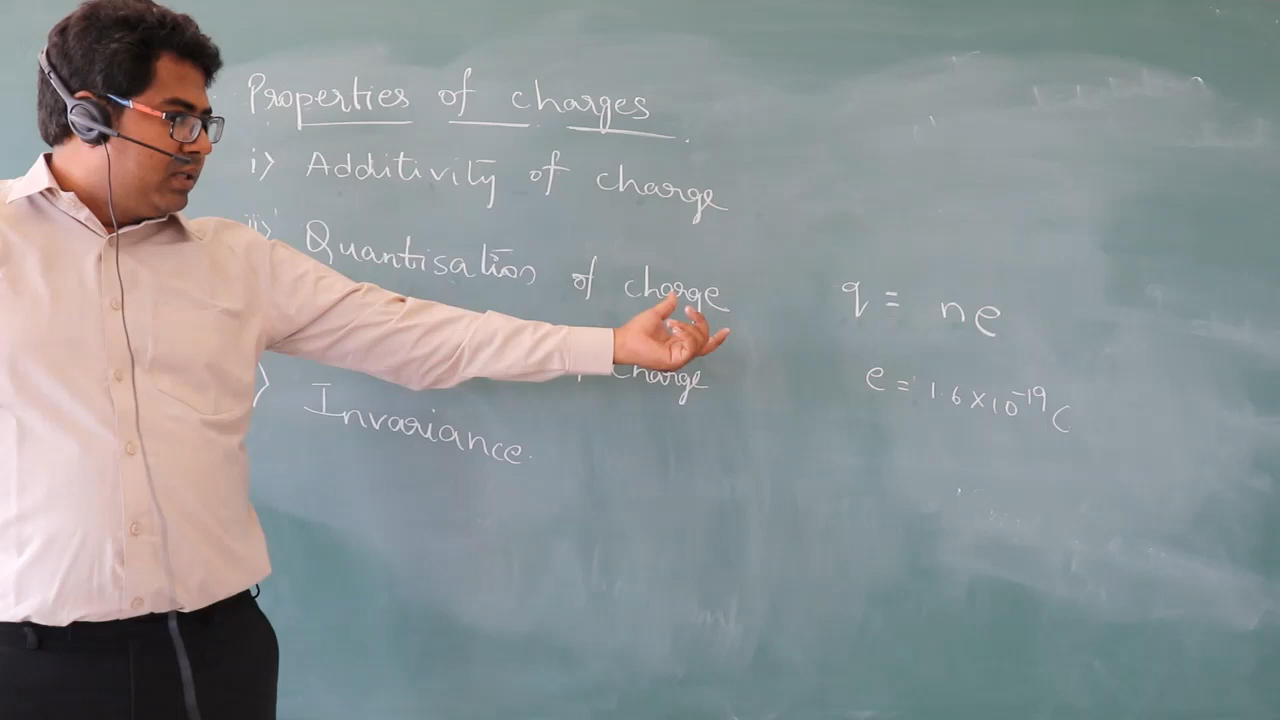 Properties of charges.
i) Additivity of charge
ii) Quantisation of charge
q = ne
charge
e = 1.6 × 10⁻¹⁹ C
) Invariance.